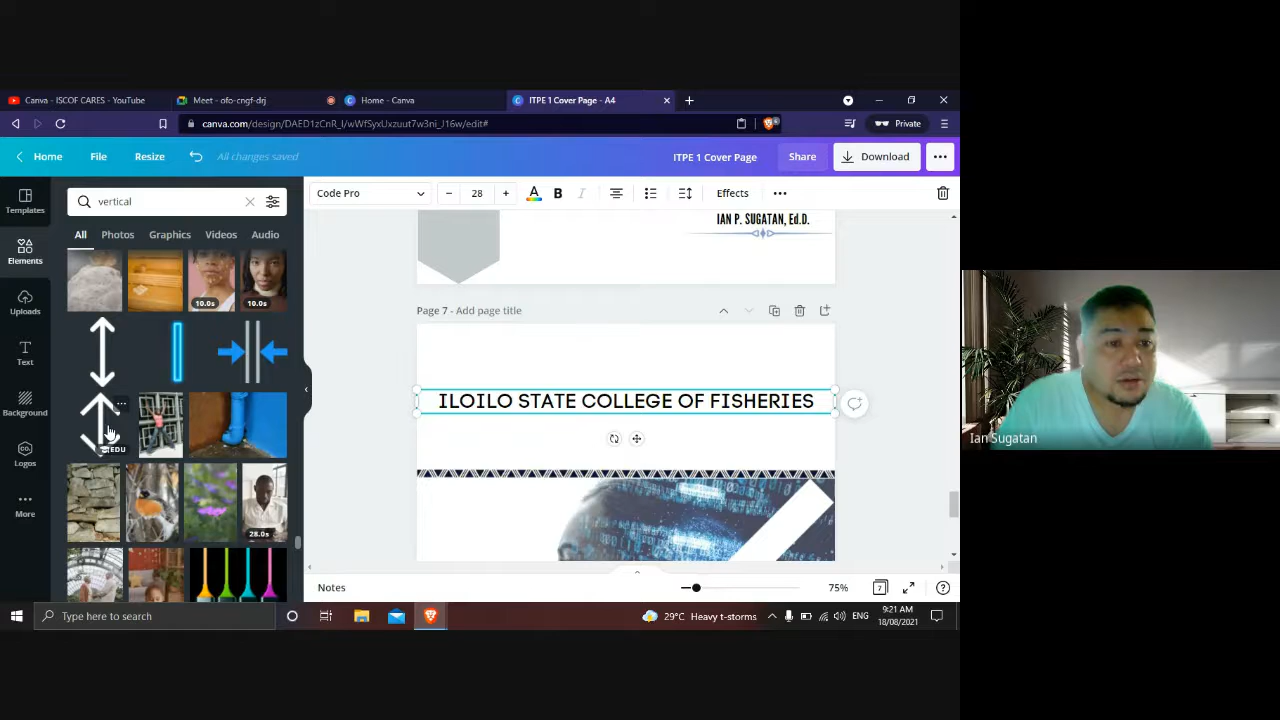 Canva - ISCOF CARES - YouTube
Meet - ofo-cngf-drj
Home - Canva
ITPE 1 Cover Page - A4
canva.com/design/DAED1zCnR_I/wWfSyxUxzuut7w3ni_J16w/edit#
Private
Home
File
Resize
All changes saved
ITPE 1 Cover Page
Share
Download
Templates
Elements
Uploads
Text
Background
Logos
More
vertical
All
Photos
Graphics
Videos
Audio
10.0s
10.0s
EDU
28.0s
Code Pro
28
A
B
I
Effects
IAN P. SUGATAN, Ed.D.
Page 7 - Add page title
ILOILO STATE COLLEGE OF FISHERIES
Notes
75%
7
Ian Sugatan
Type here to search
29°C Heavy t-storms
ENG
9:21 AM
18/08/2021